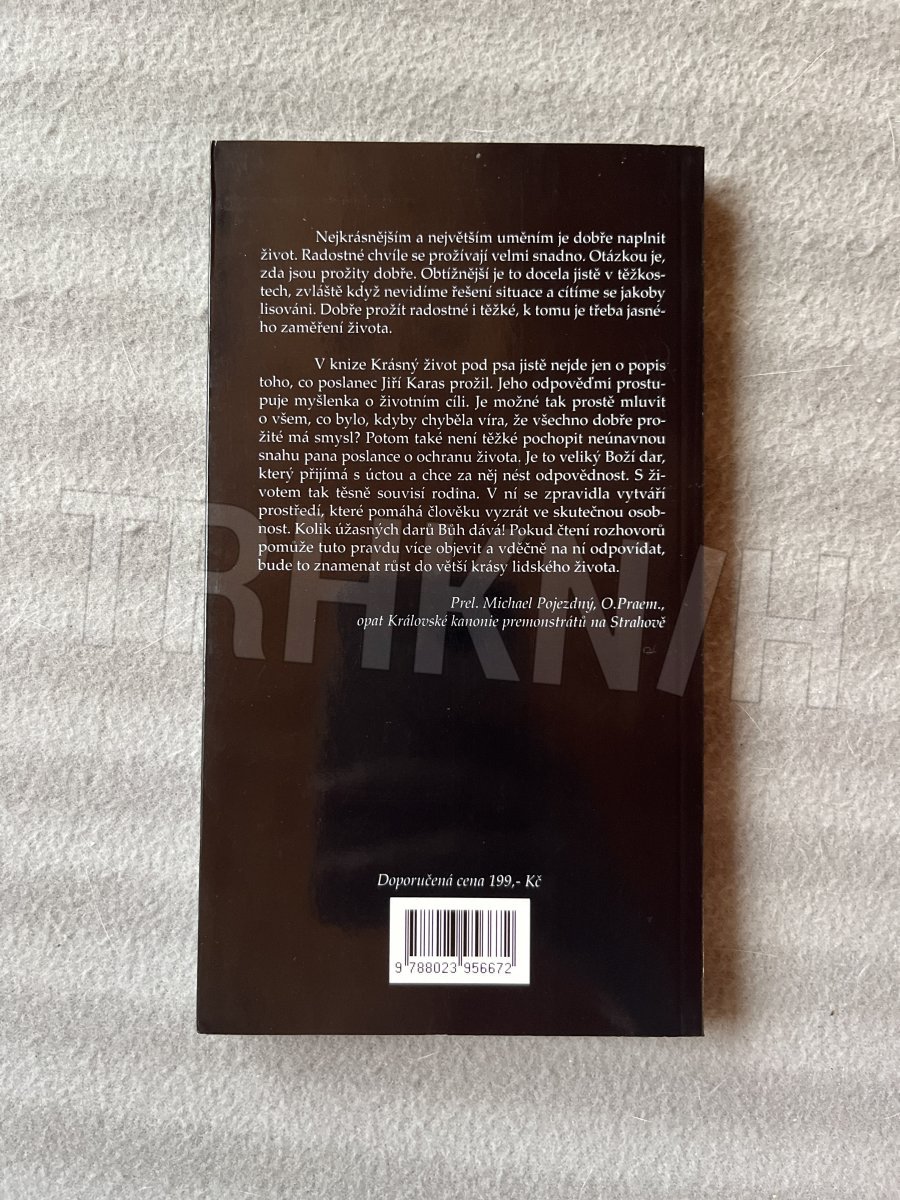 Nejkrásnějším a největším uměním je dobře naplnit
život. Radostné chvíle se prožívají velmi snadno. Otázkou je,
zda jsou prožity dobře. Obtížnější je to docela jistě v těžkos-
tech, zvláště když nevidíme řešení situace a cítíme se jakoby
lisováni. Dobře prožít radostné i těžké, k tomu je třeba jasné-
ho zaměření života.
V knize Krásný život pod psa jistě nejde jen o popis
toho, co poslanec Jiří Karas prožil. Jeho odpověďmi prostu-
puje myšlenka o životním cíli. Je možné tak prostě mluvit
o všem, co bylo, kdyby chyběla víra, že všechno dobře pro-
žité má smysl? Potom také není těžké pochopit neúnavnou
snahu pana poslance o ochranu života. Je to veliký Boží dar,
který přijímá s úctou a chce za něj nést odpovědnost. S ži-
votem tak těsně souvisí rodina. V ní se zpravidla vytváří
prostředí, které pomáhá člověku vyzrát ve skutečnou osob-
nost. Kolik úžasných darů Bůh dává! Pokud čtení rozhovorů
pomůže tuto pravdu více objevit a vděčně na ní odpovídat,
bude to znamenat růst do větší krásy lidského života.
Prel. Michael Pojezdný, O.Praem.,
opat Královské kanonie premonstrátů na Strahově
TRHKNIH
Doporučená cena 199,- Kč
9 788023 956672